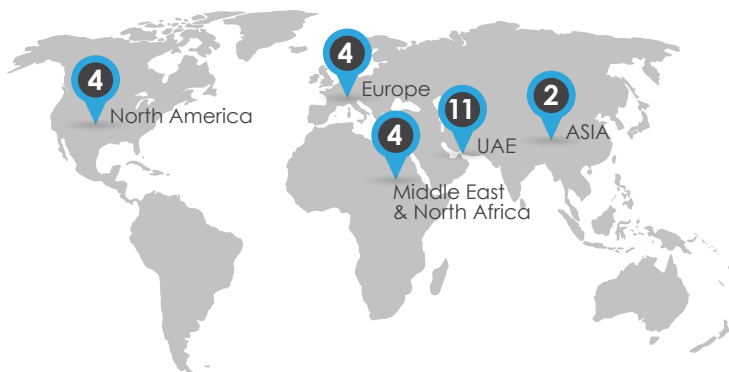 4
North America
4
Europe
4
Middle East
& North Africa
11
UAE
2
ASIA